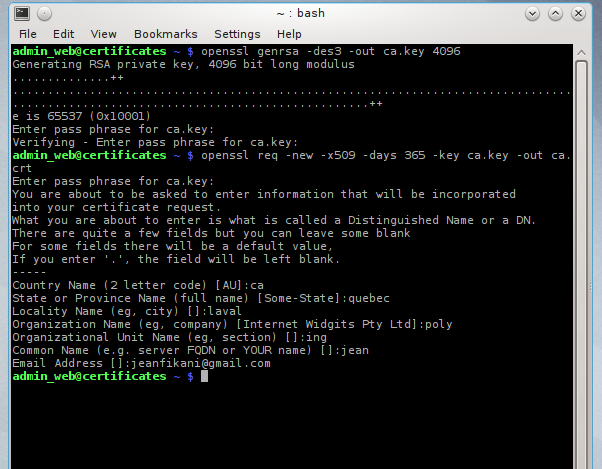 ~ : bash
File Edit View Bookmarks Settings Help
admin_web@certificates ~ $ openssl genrsa -des3 -out ca.key 4096
Generating RSA private key, 4096 bit long modulus
..............++
................................................................................
....................................................++
e is 65537 (0x10001)
Enter pass phrase for ca.key:
Verifying - Enter pass phrase for ca.key:
admin_web@certificates ~ $ openssl req -new -x509 -days 365 -key ca.key -out ca.
crt
Enter pass phrase for ca.key:
You are about to be asked to enter information that will be incorporated
into your certificate request.
What you are about to enter is what is called a Distinguished Name or a DN.
There are quite a few fields but you can leave some blank
For some fields there will be a default value,
If you enter '.', the field will be left blank.
-----
Country Name (2 letter code) [AU]:ca
State or Province Name (full name) [Some-State]:quebec
Locality Name (eg, city) []:laval
Organization Name (eg, company) [Internet Widgits Pty Ltd]:poly
Organizational Unit Name (eg, section) []:ing
Common Name (e.g. server FQDN or YOUR name) []:jean
Email Address []:jeanfikani@gmail.com
admin_web@certificates ~ $